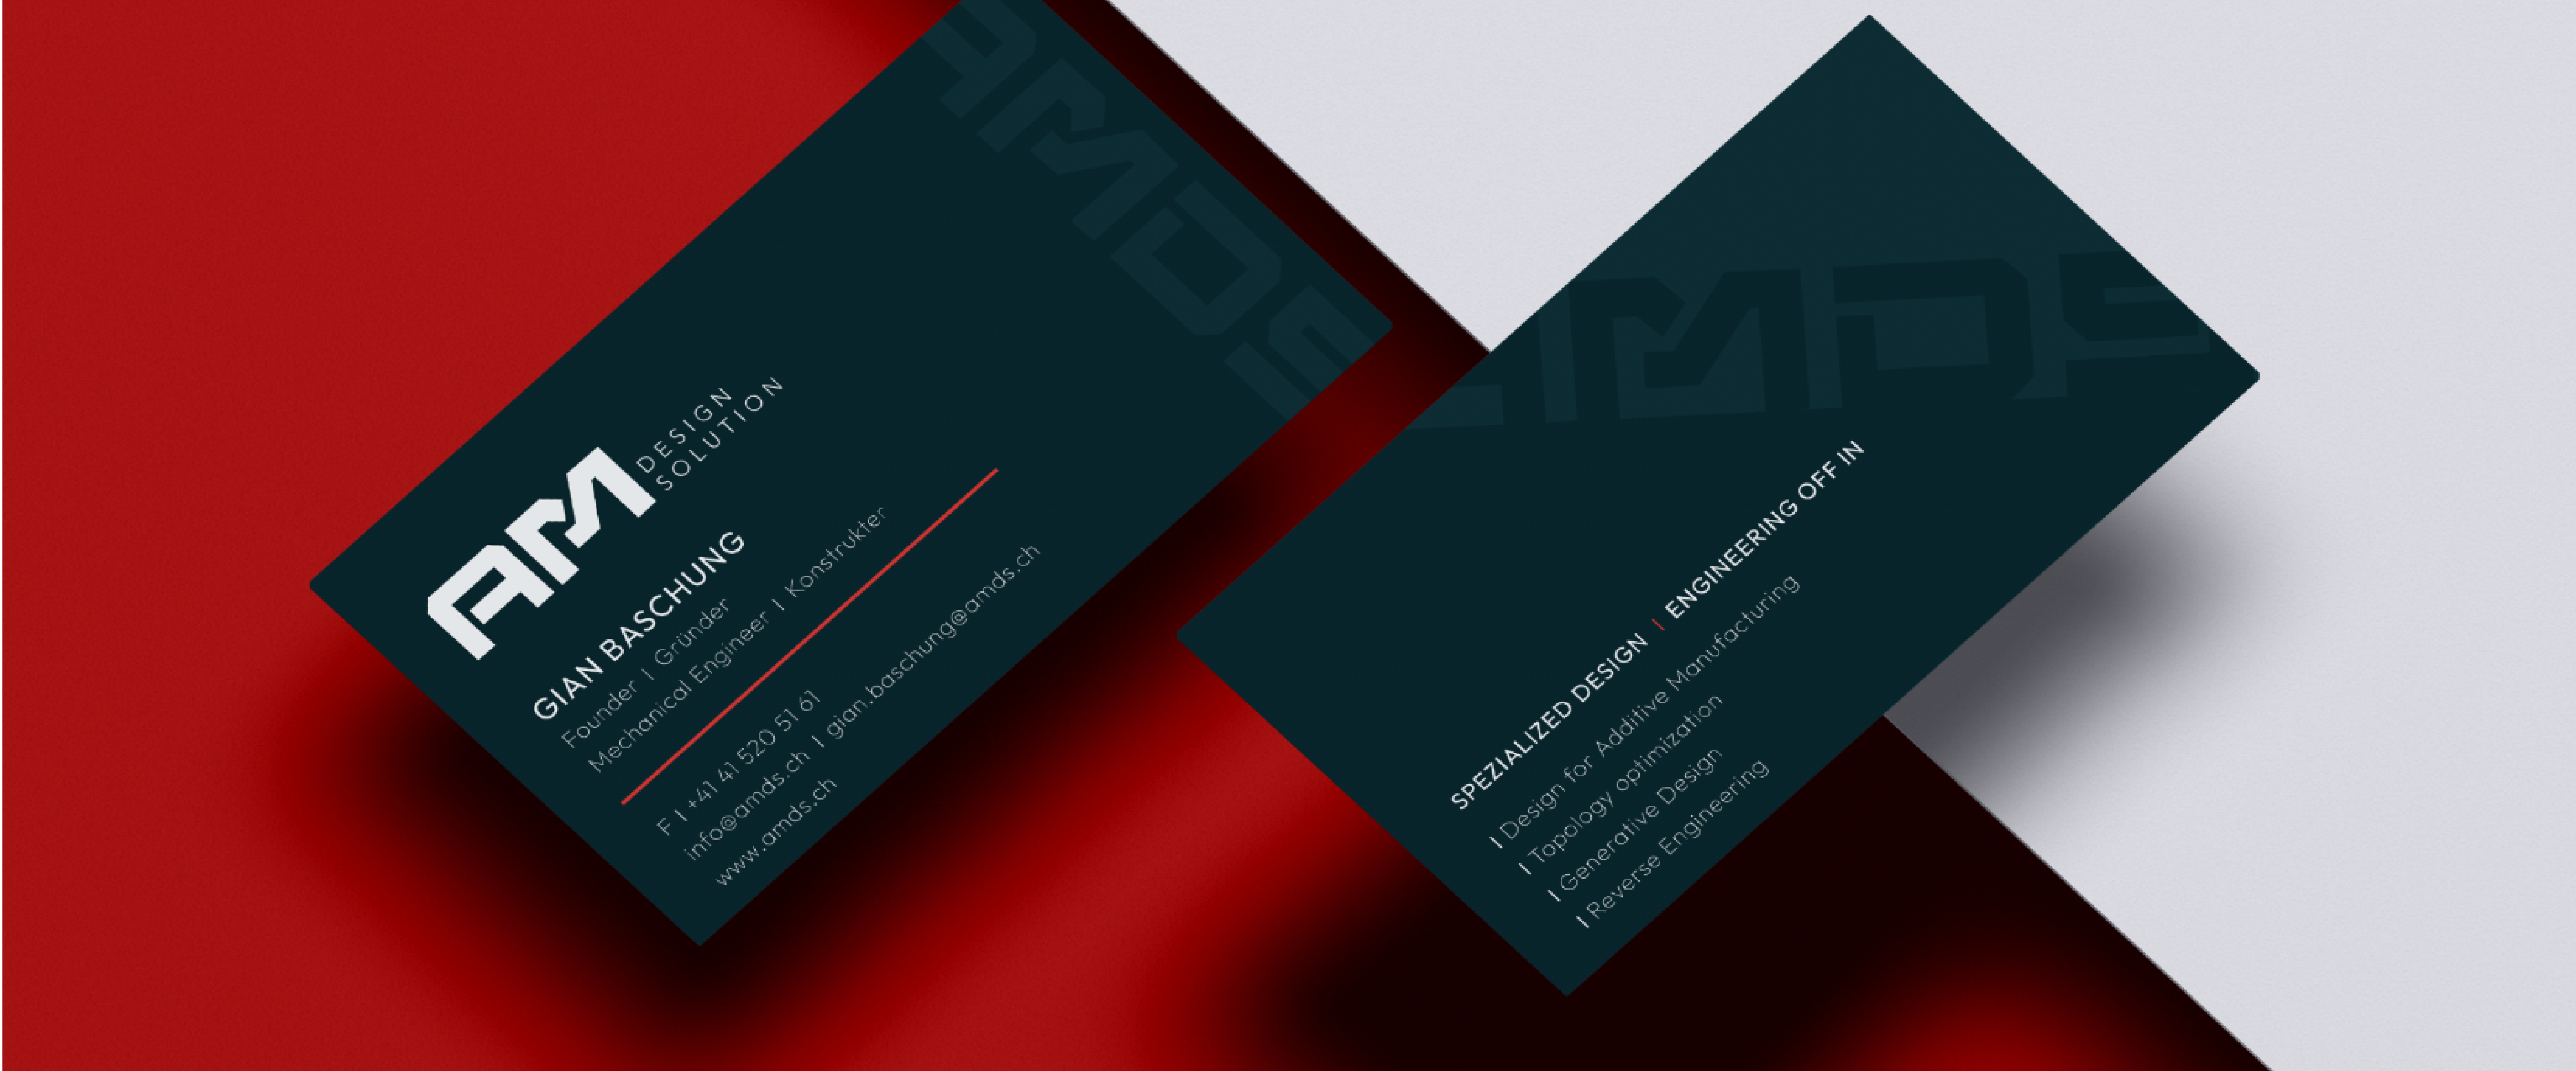 AMDS
AM DESIGN
SOLUTION
GIAN BASCHUNG
Founder I Gründer
Mechanical Engineer I Konstrukter
F I +41 41 520 51 61
info@amds.ch I gian.baschung@amds.ch
www.amds.ch
AMDS
SPEZIALIZED DESIGN I ENGINEERING OFF IN
I Design for Additive Manufacturing
I Topology optimization
I Generative Design
I Reverse Engineering